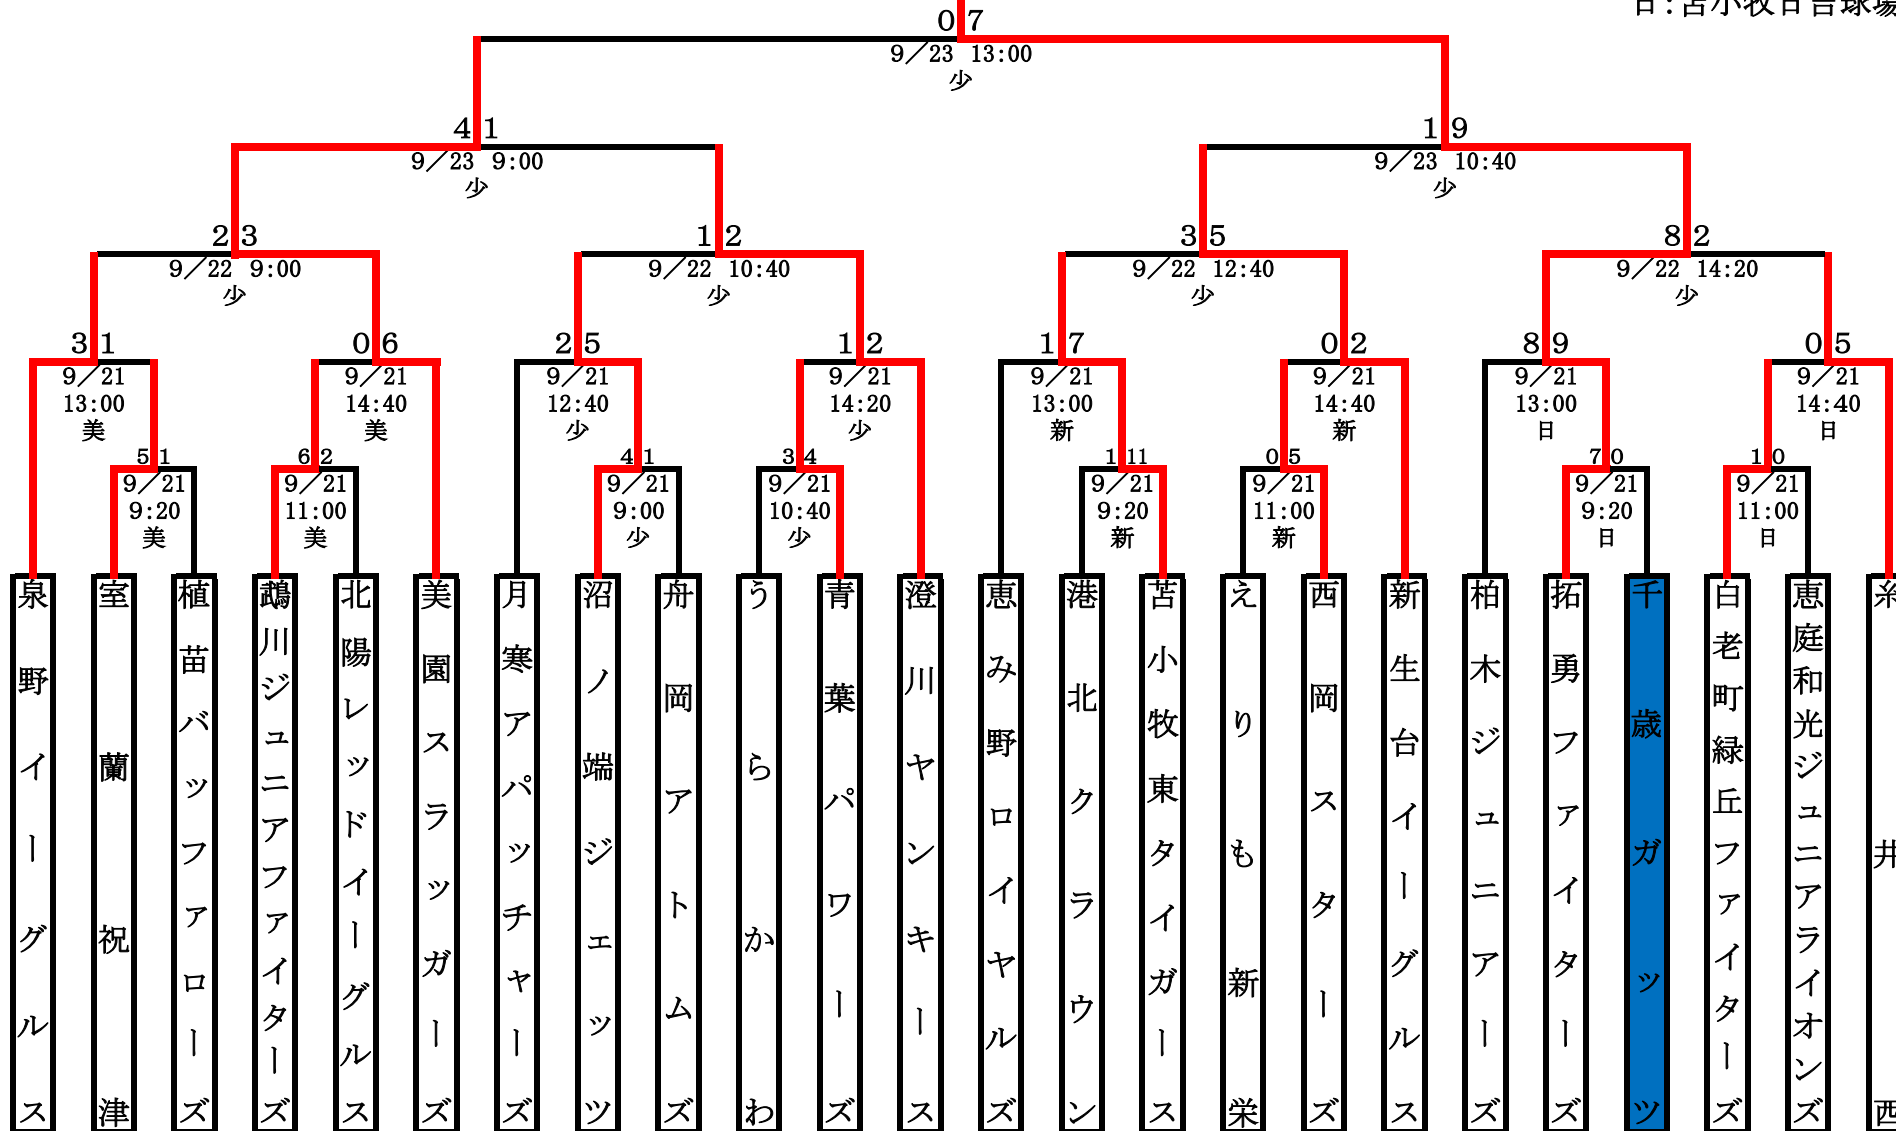 日：苫小牧日吉球場
0 7
9／23 13:00
少
4 1
9／23 9:00
少
1 9
9／23 10:40
少
2 3
9／22 9:00
少
1 2
9／22 10:40
少
3 5
9／22 12:40
少
8 2
9／22 14:20
少
3 1
9／21
13:00
美
0 6
9／21
14:40
美
2 5
9／21
12:40
少
1 2
9／21
14:20
少
1 7
9／21
13:00
新
0 2
9／21
14:40
新
8 9
9／21
13:00
日
0 5
9／21
14:40
日
5 1
9／21
9:20
美
6 2
9／21
11:00
美
4 1
9／21
9:00
少
3 4
9／21
10:40
少
1 11
9／21
9:20
新
0 5
9／21
11:00
新
7 0
9／21
9:20
日
1 0
9／21
11:00
日
泉野イーグルス
室蘭祝津
植苗バッファローズ
鵡川ジュニアファイターズ
北陽レッドイーグルス
美園スラッガーズ
月寒アパッチャーズ
沼ノ端ジェッツ
舟岡アトムズ
うらかわ
青葉パワーズ
澄川ヤンキース
恵み野ロイヤルズ
港北クラウン
苫小牧東タイガース
えりも新栄
西岡スターズ
新生台イーグルス
柏木ジュニアーズ
拓勇ファイターズ
千歳ガッツ
白老町緑丘ファイターズ
恵庭和光ジュニアライオンズ
糸井西